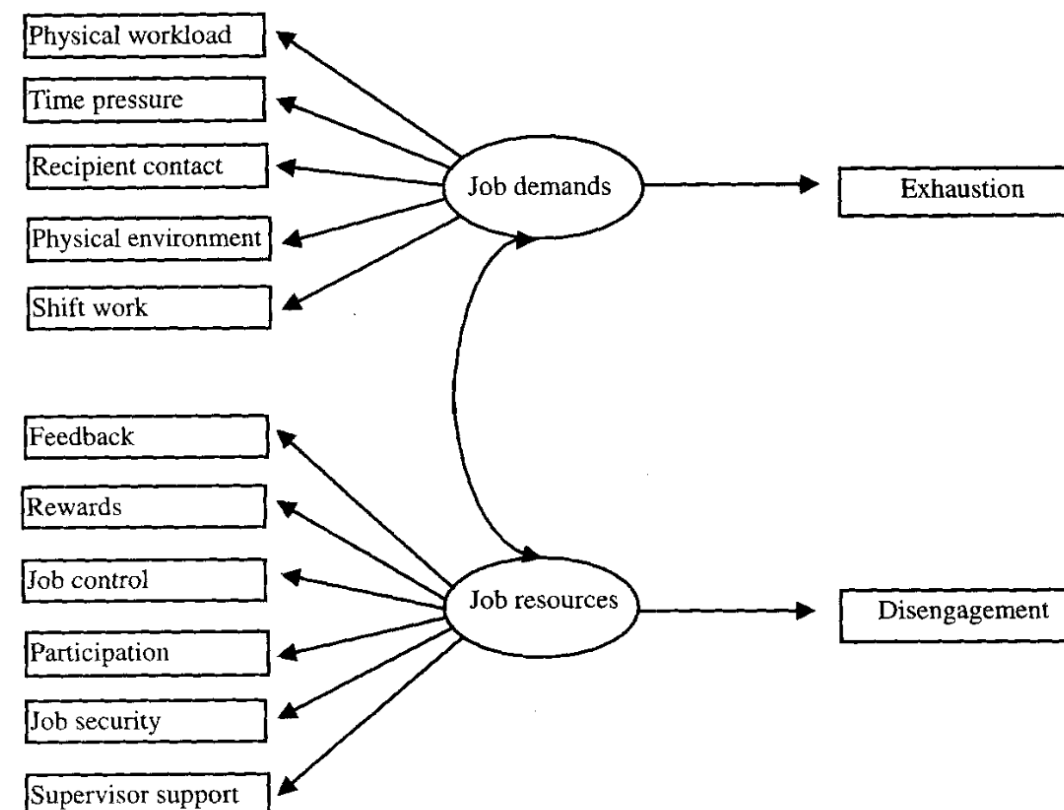 Physical workload
Time pressure
Recipient contact
Physical environment
Shift work
Job demands
Exhaustion
Feedback
Rewards
Job control
Participation
Job security
Supervisor support
Job resources
Disengagement